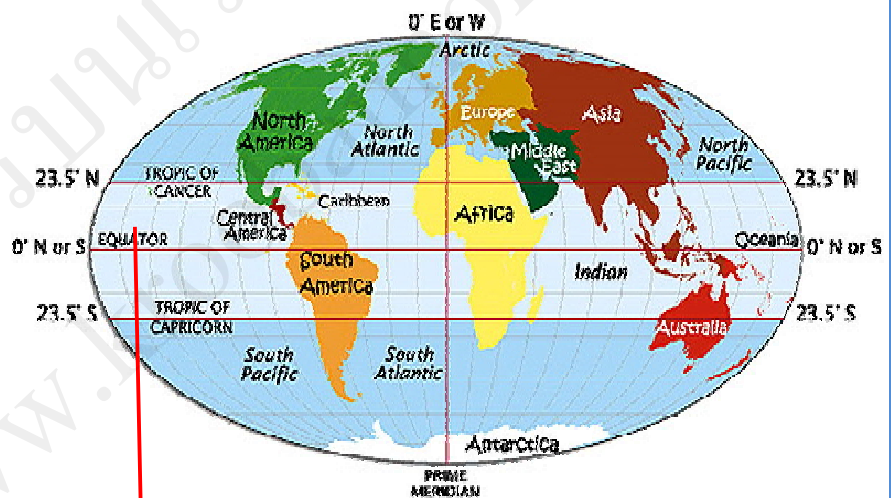 0° E or W
Arctic
North
America
North
Atlantic
Europe
Asia
Middle
East
North
Pacific
TROPIC OF
CANCER
23.5° N
23.5° N
Caribbean
Central
America
Africa
0° N or S
EQUATOR
Oceania
0° N or S
South
America
Indian
23.5° S
TROPIC OF
CAPRICORN
23.5° S
Australia
South
Pacific
South
Atlantic
Antarctica
PRIME
MERIDIAN